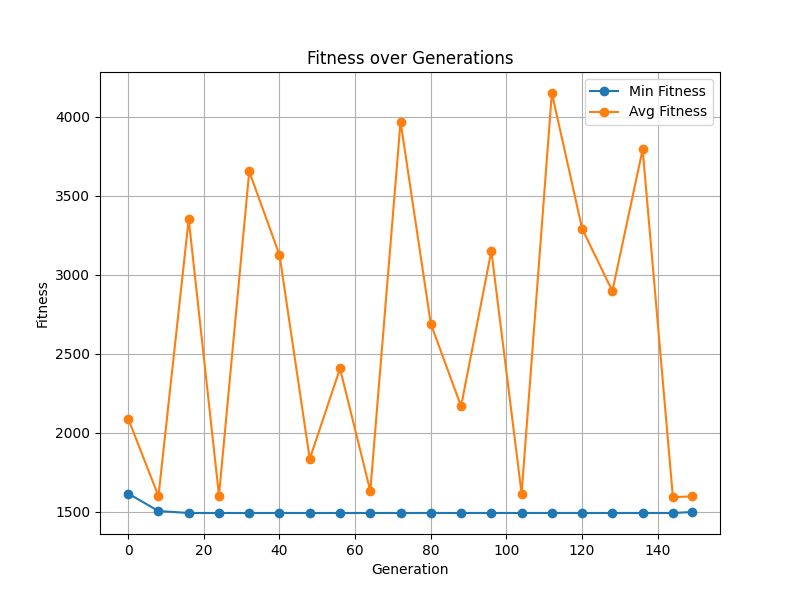 Fitness over Generations
Min Fitness
Avg Fitness
4000
3500
3000
2500
2000
1500
Fitness
0 20 40 60 80 100 120 140
Generation